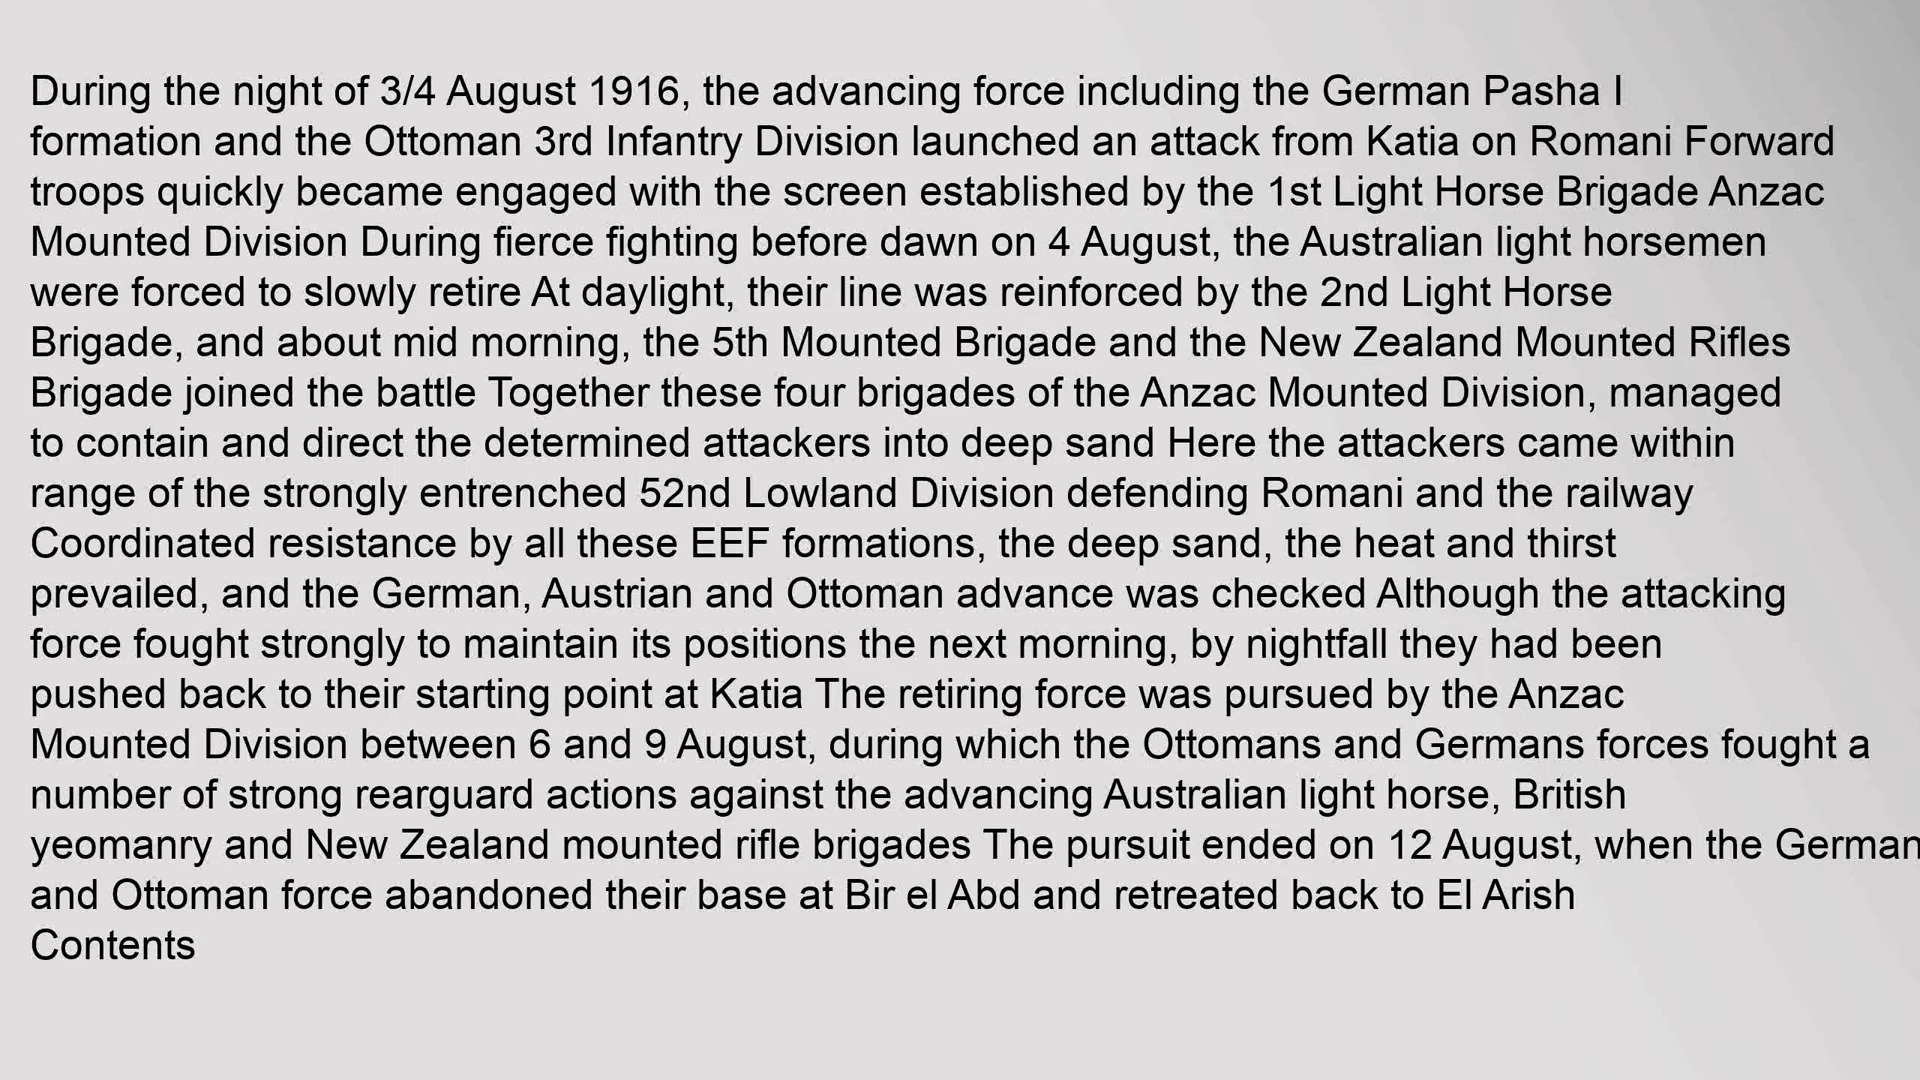 During the night of 3/4 August 1916, the advancing force including the German Pasha I
formation and the Ottoman 3rd Infantry Division launched an attack from Katia on Romani Forward
troops quickly became engaged with the screen established by the 1st Light Horse Brigade Anzac
Mounted Division During fierce fighting before dawn on 4 August, the Australian light horsemen
were forced to slowly retire At daylight, their line was reinforced by the 2nd Light Horse
Brigade, and about mid morning, the 5th Mounted Brigade and the New Zealand Mounted Rifles
Brigade joined the battle Together these four brigades of the Anzac Mounted Division, managed
to contain and direct the determined attackers into deep sand Here the attackers came within
range of the strongly entrenched 52nd Lowland Division defending Romani and the railway
Coordinated resistance by all these EEF formations, the deep sand, the heat and thirst
prevailed, and the German, Austrian and Ottoman advance was checked Although the attacking
force fought strongly to maintain its positions the next morning, by nightfall they had been
pushed back to their starting point at Katia The retiring force was pursued by the Anzac
Mounted Division between 6 and 9 August, during which the Ottomans and Germans forces fought a
number of strong rearguard actions against the advancing Australian light horse, British
yeomanry and New Zealand mounted rifle brigades The pursuit ended on 12 August, when the German
and Ottoman force abandoned their base at Bir el Abd and retreated back to El Arish
Contents